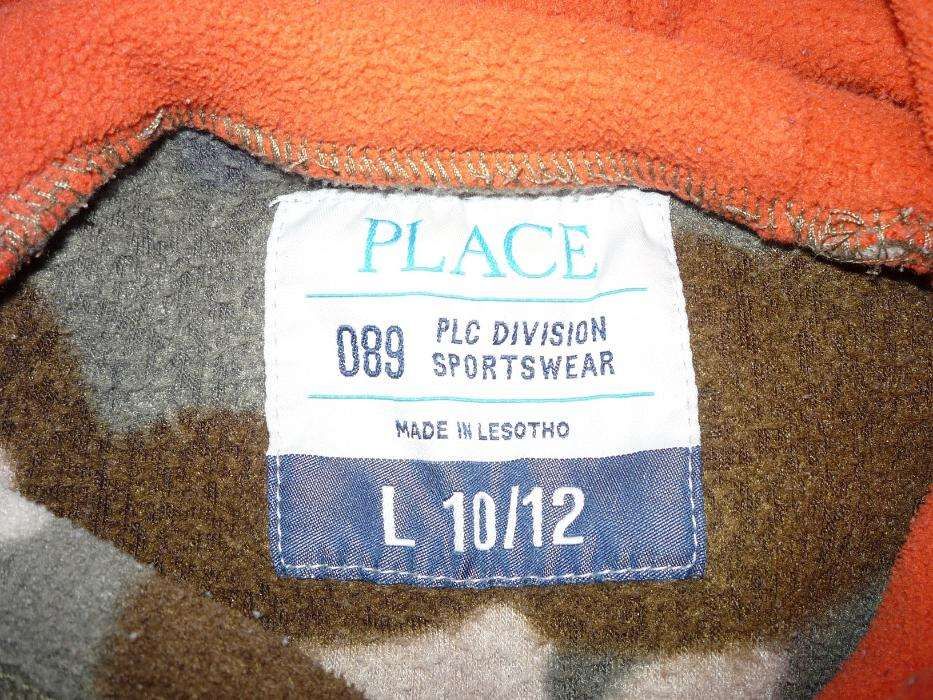 PLACE
089 PLC DIVISION
SPORTSWEAR
MADE IN LESOTHO
L 10/12